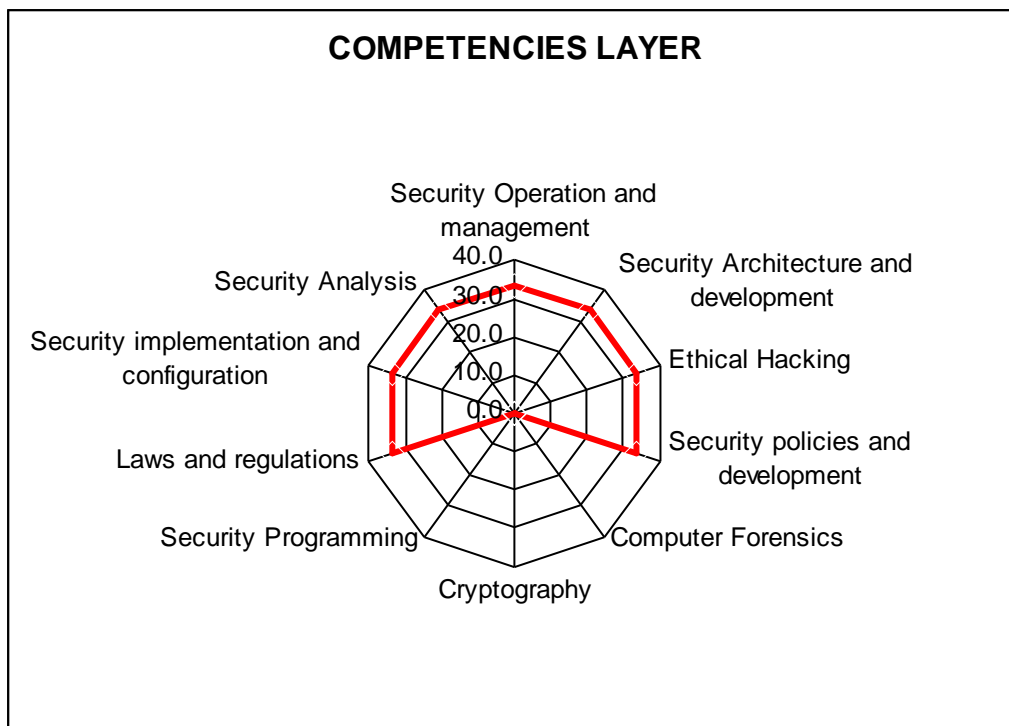 COMPETENCIES LAYER
Security Operation and
management
Security Architecture and
development
Ethical Hacking
Security policies and
development
Computer Forensics
Cryptography
Security Programming
Laws and regulations
Security implementation and
configuration
Security Analysis
40.0
30.0
20.0
10.0
0.0